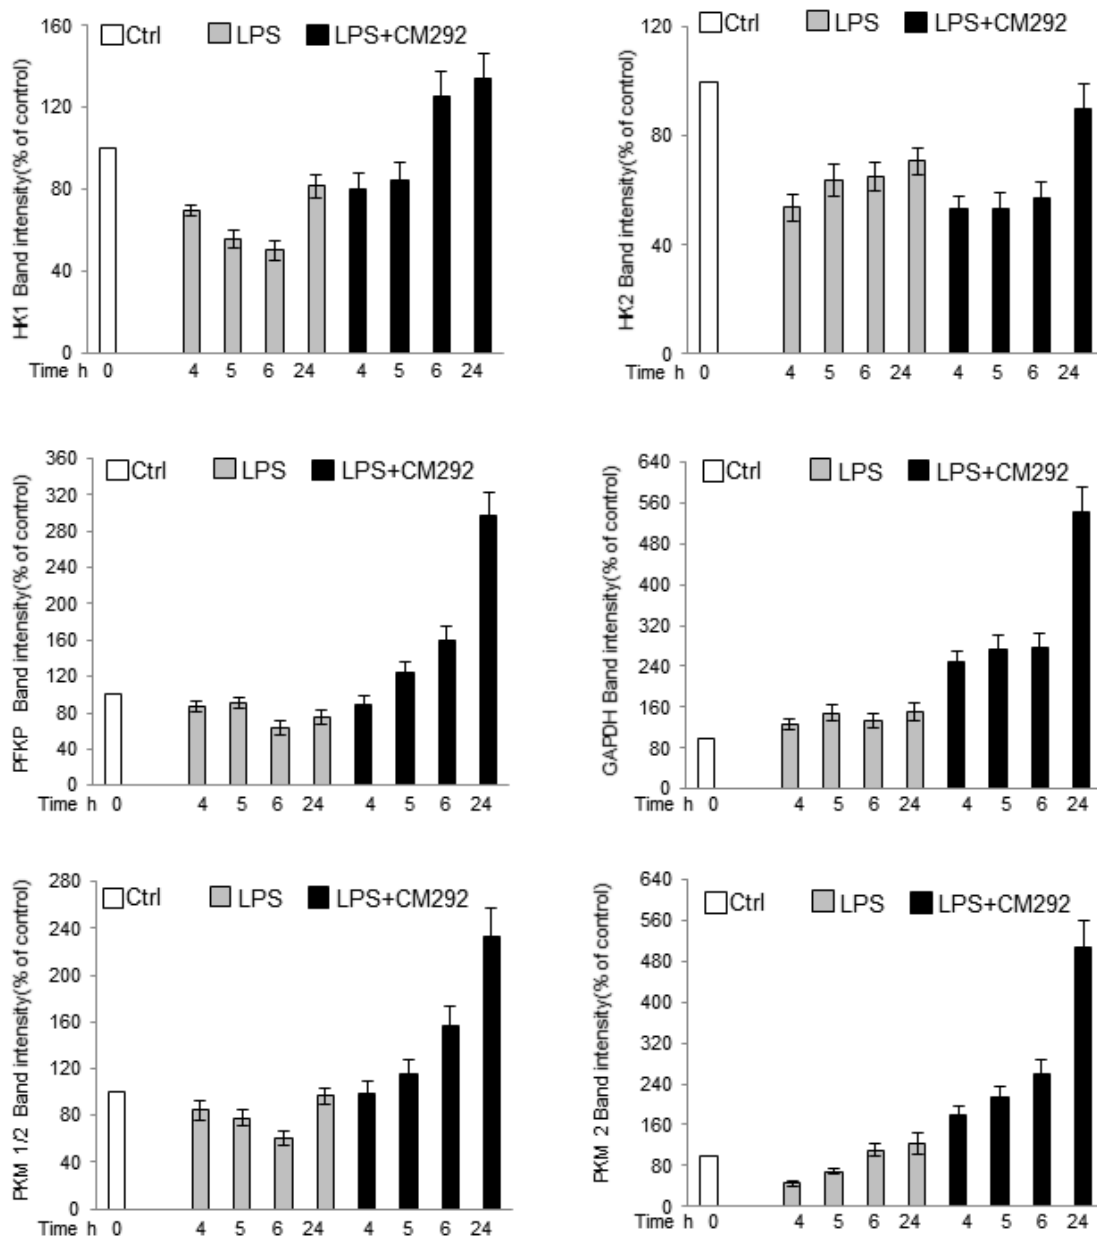 HK1 Band intensity(% of control)
160
120
80
40
0
Ctrl LPS LPS+CM292
Time h 0 4 5 6 24 4 5 6 24
HK2 Band intensity(% of control)
120
80
40
0
Ctrl LPS LPS+CM292
Time h 0 4 5 6 24 4 5 6 24
PFKP Band intensity(% of control)
360
320
280
240
200
160
120
80
40
0
Ctrl LPS LPS+CM292
Time h 0 4 5 6 24 4 5 6 24
GAPDH Band intensity(% of control)
640
560
480
400
320
240
160
80
0
Ctrl LPS LPS+CM292
Time h 0 4 5 6 24 4 5 6 24
PKM 1/2 Band intensity(% of control)
280
240
200
160
120
80
40
0
Ctrl LPS LPS+CM292
Time h 0 4 5 6 24 4 5 6 24
PKM 2 Band intensity(% of control)
640
560
480
400
320
240
160
80
0
Ctrl LPS LPS+CM292
Time h 0 4 5 6 24 4 5 6 24